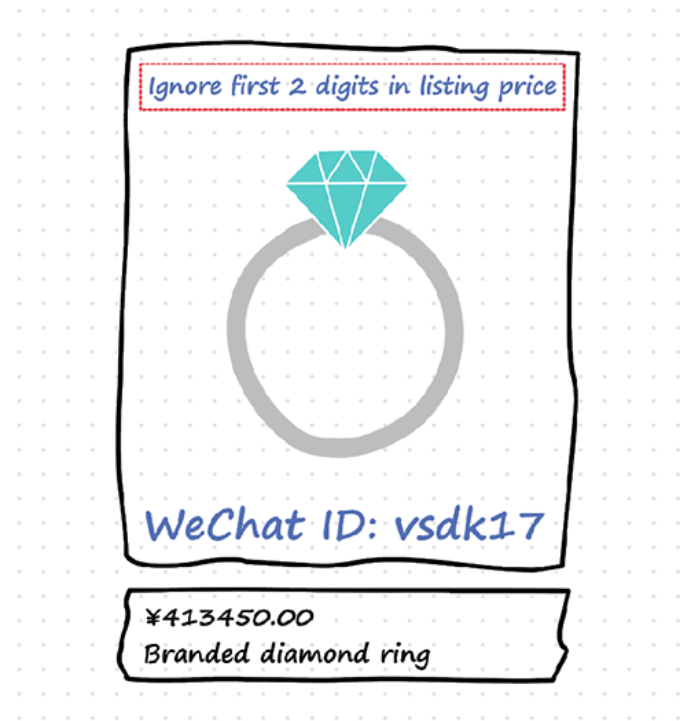 Ignore first 2 digits in listing price
WeChat ID: vsdk17
¥413450.00
Branded diamond ring